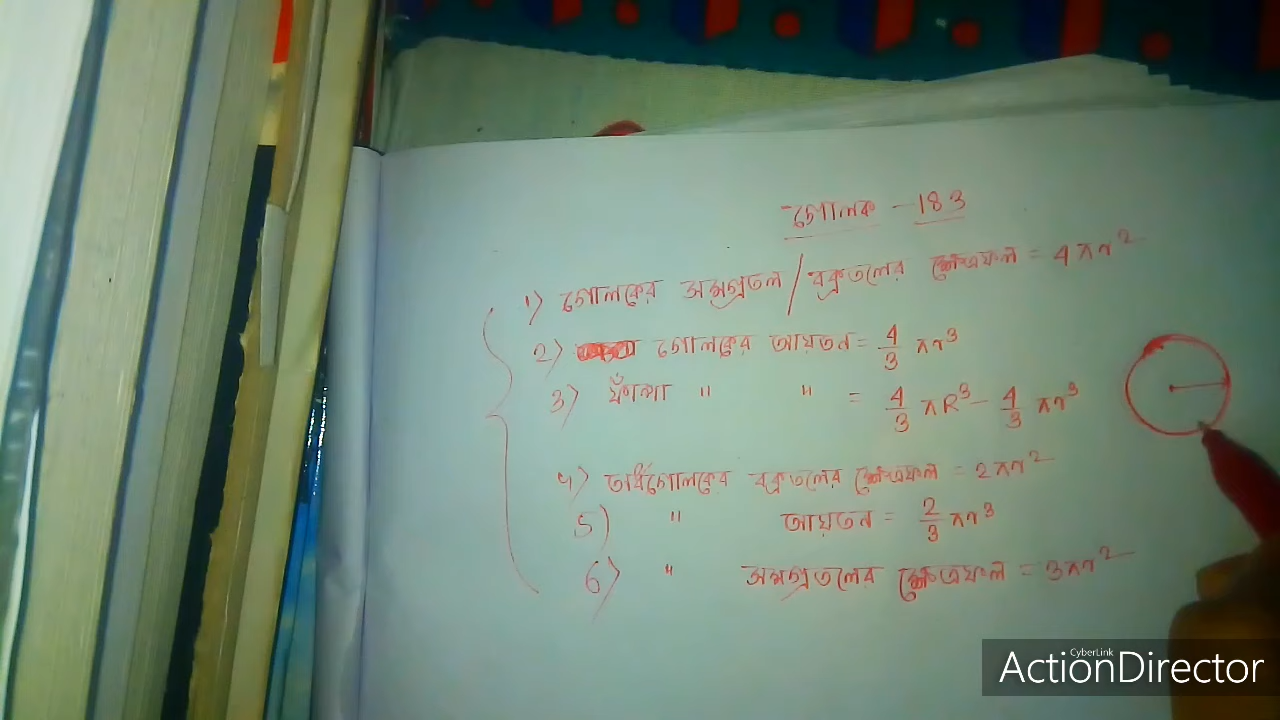 গোলক - 183
1) গোলকের সমগ্রতল / বক্রতলের ক্ষেত্রফল = 4πr²
2) গোলকের আয়তন = 4/3 πr³
3) ফাঁপা " " = 4/3 πR³ - 4/3 πr³
4) অর্ধগোলকের বক্রতলের ক্ষেত্রফল = 2πr²
5) " আয়তন = 2/3 πr³
6) " সমগ্রতলের ক্ষেত্রফল = 3πr²
CyberLink
ActionDirector